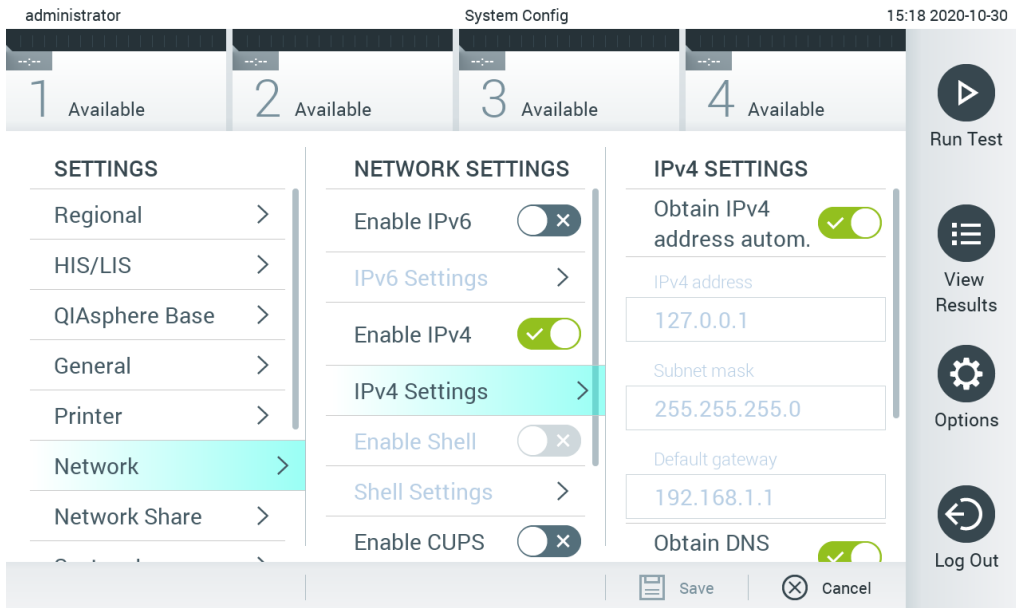 administrator
System Config
15:18 2020-10-30
--:--
--:--
--:--
--:--
1 Available
2 Available
3 Available
4 Available
Run Test
View
Results
Options
Log Out
SETTINGS
Regional
HIS/LIS
QIAsphere Base
General
Printer
Network
Network Share
NETWORK SETTINGS
Enable IPv6
IPv6 Settings
Enable IPv4
IPv4 Settings
Enable Shell
Shell Settings
Enable CUPS
IPv4 SETTINGS
Obtain IPv4
address autom.
IPv4 address
127.0.0.1
Subnet mask
255.255.255.0
Default gateway
192.168.1.1
Obtain DNS
Save
Cancel